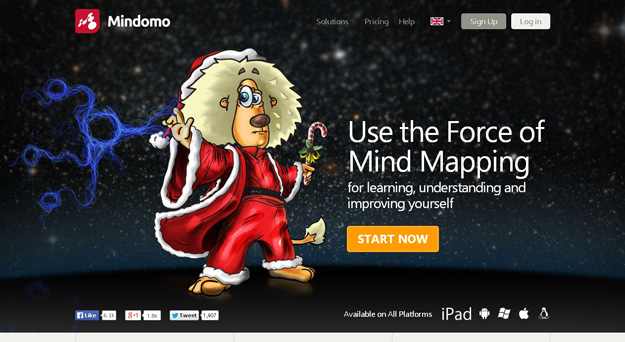 Mindomo
Solutions Pricing Help Sign Up Log in
Use the Force of
Mind Mapping
for learning, understanding and
improving yourself
START NOW
Like 6.1k +1 1.8k Tweet 1,407
Available on All Platforms iPad